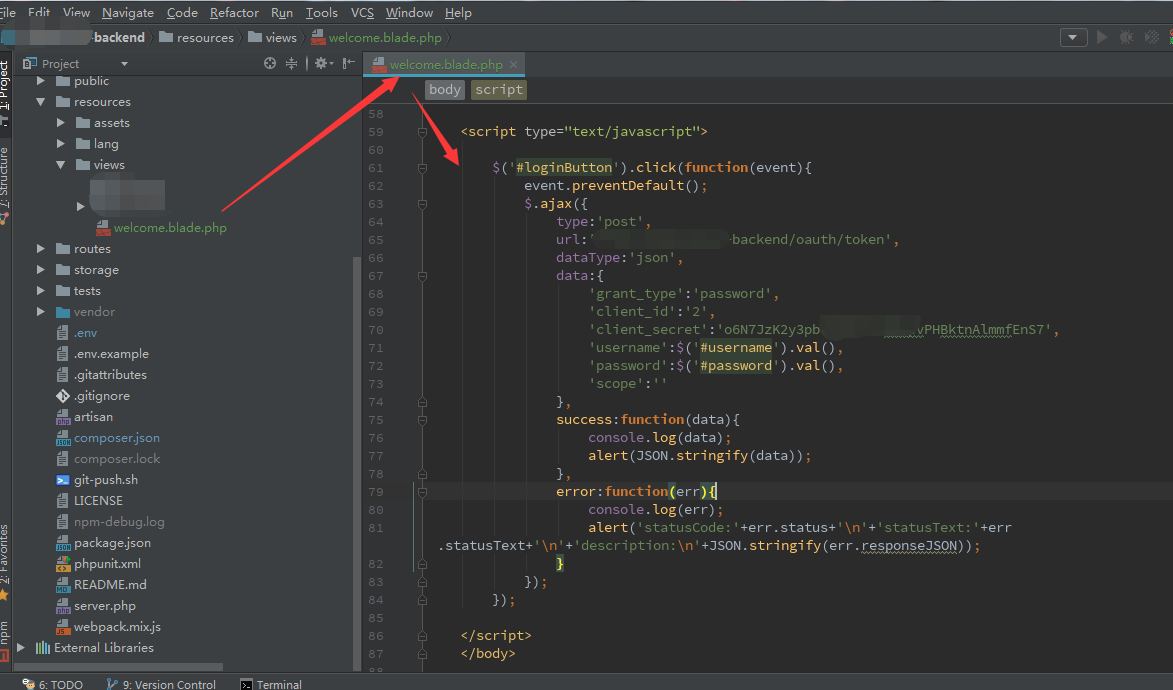 File Edit View Navigate Code Refactor Run Tools VCS Window Help
-backend resources views welcome.blade.php
1: Project
Z: Structure
2: Favorites
npm
Project
public
resources
assets
lang
views
welcome.blade.php
routes
storage
tests
vendor
.env
.env.example
.gitattributes
.gitignore
artisan
composer.json
composer.lock
git-push.sh
LICENSE
npm-debug.log
package.json
phpunit.xml
README.md
server.php
webpack.mix.js
External Libraries
welcome.blade.php
body script
58
59 <script type="text/javascript">
60
61 $('#loginButton').click(function(event){
62 event.preventDefault();
63 $.ajax({
64 type:'post',
65 url:' -backend/oauth/token',
66 dataType:'json',
67 data:{
68 'grant_type':'password',
69 'client_id':'2',
70 'client_secret':'o6N7JzK2y3pb vPHBktnAlmmfEnS7',
71 'username':$('#username').val(),
72 'password':$('#password').val(),
73 'scope':''
74 },
75 success:function(data){
76 console.log(data);
77 alert(JSON.stringify(data));
78 },
79 error:function(err){
80 console.log(err);
81 alert('statusCode:'+err.status+'\n'+'statusText:'+err
.statusText+'\n'+'description:\n'+JSON.stringify(err.responseJSON));
82 }
83 });
84 });
85
86 </script>
87 </body>
88
6: TODO 9: Version Control Terminal